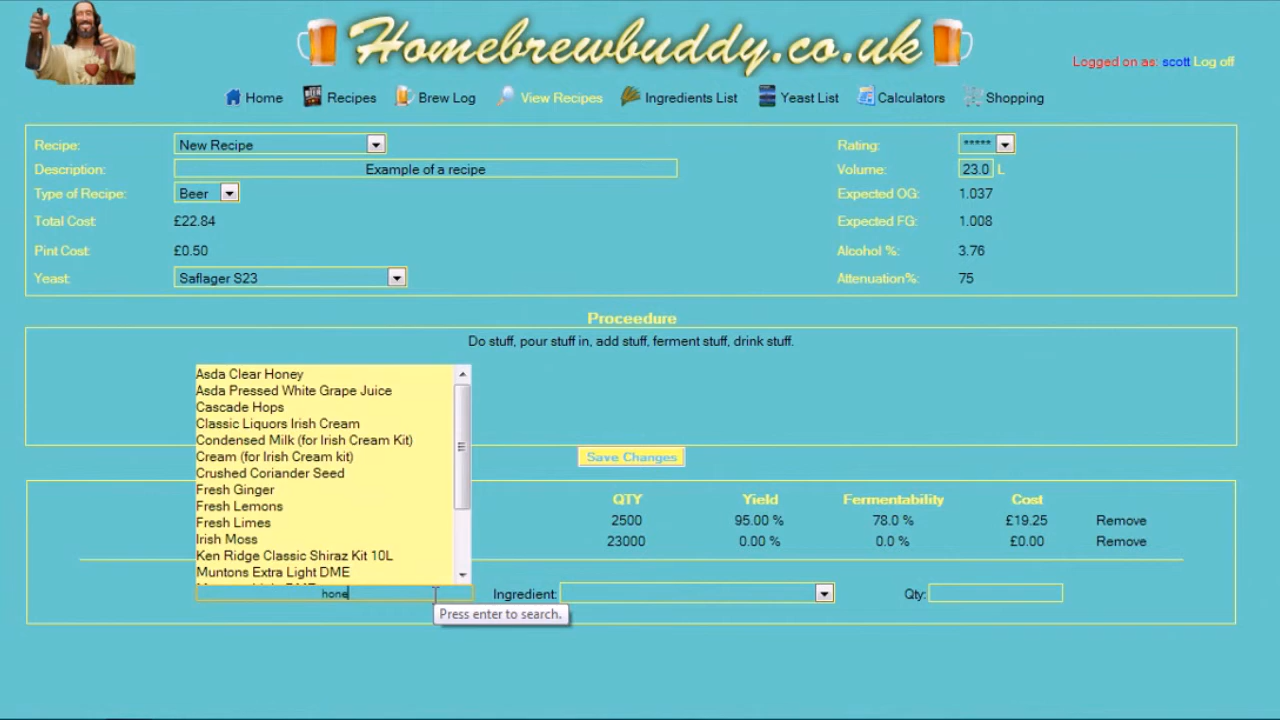 Homebrewbuddy.co.uk
Logged on as: scott Log off
Home Recipes Brew Log View Recipes Ingredients List Yeast List Calculators Shopping
Recipe: New Recipe Rating: *****
Description: Example of a recipe Volume: 23.0 L
Type of Recipe: Beer Expected OG: 1.037
Total Cost: £22.84 Expected FG: 1.008
Pint Cost: £0.50 Alcohol %: 3.76
Yeast: Saflager S23 Attenuation%: 75
Proceedure
Do stuff, pour stuff in, add stuff, ferment stuff, drink stuff.
Asda Clear Honey
Asda Pressed White Grape Juice
Cascade Hops
Classic Liquors Irish Cream
Condensed Milk (for Irish Cream Kit)
Cream (for Irish Cream kit)
Save Changes
Crushed Coriander Seed
Fresh Ginger
QTY Yield Fermentability Cost
Fresh Lemons
Fresh Limes
2500 95.00 % 78.0 % £19.25 Remove
Irish Moss
23000 0.00 % 0.0 % £0.00 Remove
Ken Ridge Classic Shiraz Kit 10L
Muntons Extra Light DME
hone Ingredient: Qty:
Press enter to search.